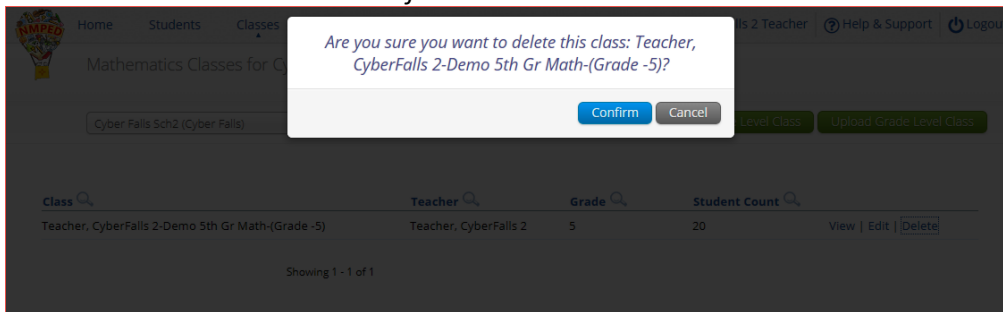 NMPED
Home Students Classes ls 2 Teacher Help & Support Logou
Are you sure you want to delete this class: Teacher,
CyberFalls 2-Demo 5th Gr Math-(Grade -5)?
Mathematics Classes for Cy
Confirm Cancel
Cyber Falls Sch2 (Cyber Falls) Level Class Upload Grade Level Class
Class Teacher Grade Student Count
Teacher, CyberFalls 2-Demo 5th Gr Math-(Grade -5) Teacher, CyberFalls 2 5 20 View | Edit | Delete
Showing 1 - 1 of 1